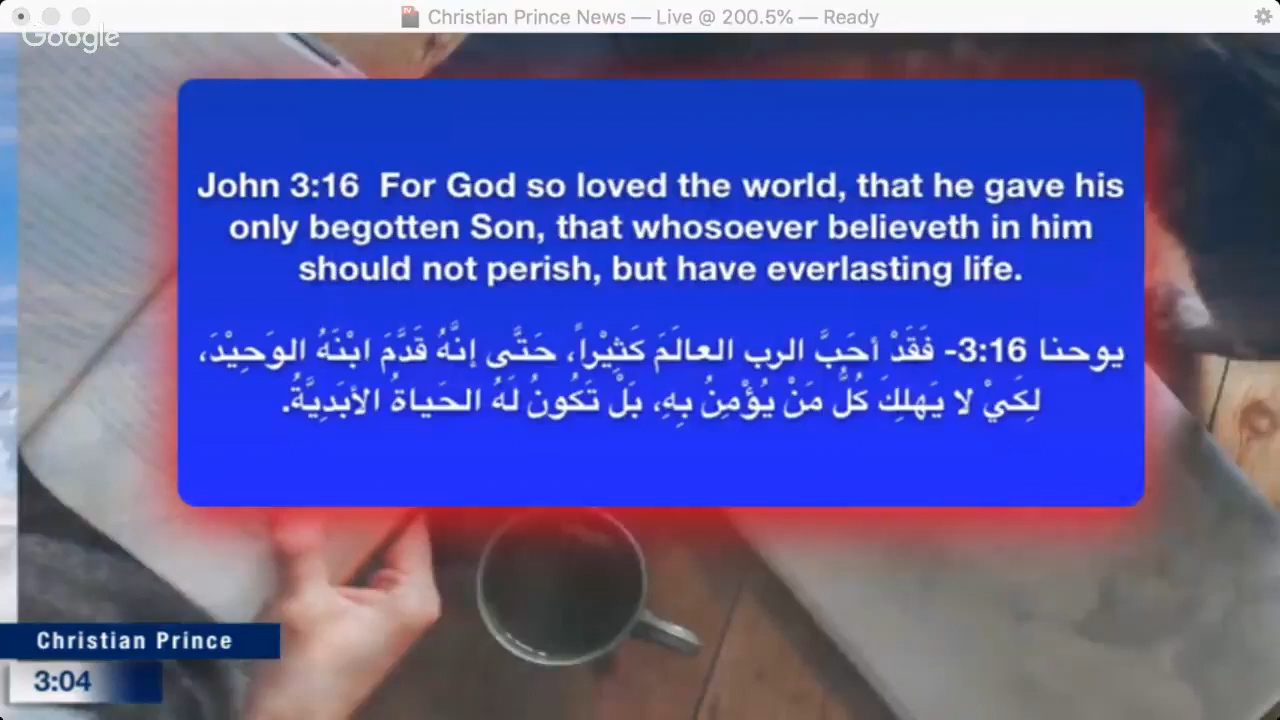 Christian Prince News — Live @ 200.5% — Ready
Google
John 3:16 For God so loved the world, that he gave his
only begotten Son, that whosoever believeth in him
should not perish, but have everlasting life.
يوحنا 3:16- فَقَدْ أحَبَّ الرب العالَمَ كَثِيْراً، حَتَّى إنَّهُ قَدَّمَ ابْنَهُ الوَحِيْدَ،
لِكَيْ لا يَهلِكَ كُلُّ مَنْ يُؤْمِنُ بِهِ، بَلْ تَكُونُ لَهُ الحَياةُ الأبَدِيَّةُ.
Christian Prince
3:04